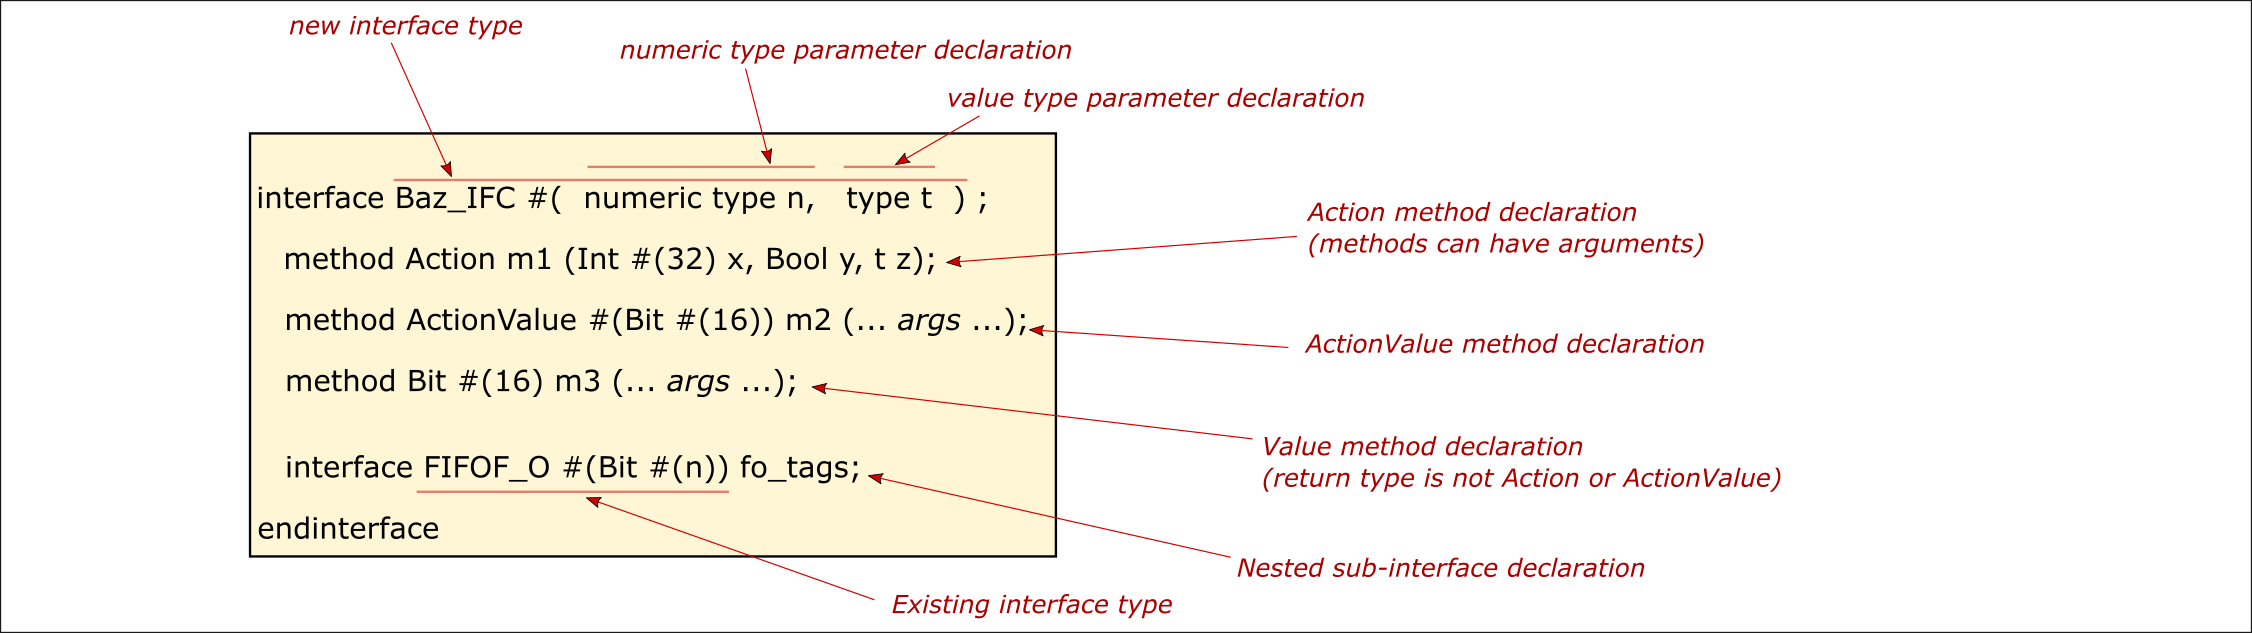 new interface type
numeric type parameter declaration
value type parameter declaration
interface Baz_IFC #( numeric type n, type t ) ;
method Action m1 (Int #(32) x, Bool y, t z);
Action method declaration
(methods can have arguments)
method ActionValue #(Bit #(16)) m2 (... args ...);
ActionValue method declaration
method Bit #(16) m3 (... args ...);
Value method declaration
(return type is not Action or ActionValue)
interface FIFOF_O #(Bit #(n)) fo_tags;
endinterface
Nested sub-interface declaration
Existing interface type